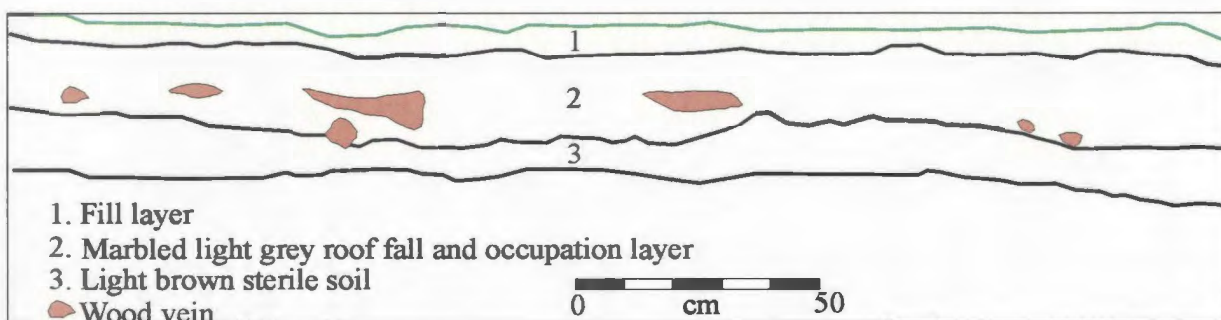 1
2
3
1. Fill layer
2. Marbled light grey roof fall and occupation layer
3. Light brown sterile soil
Wood vein
0 cm 50